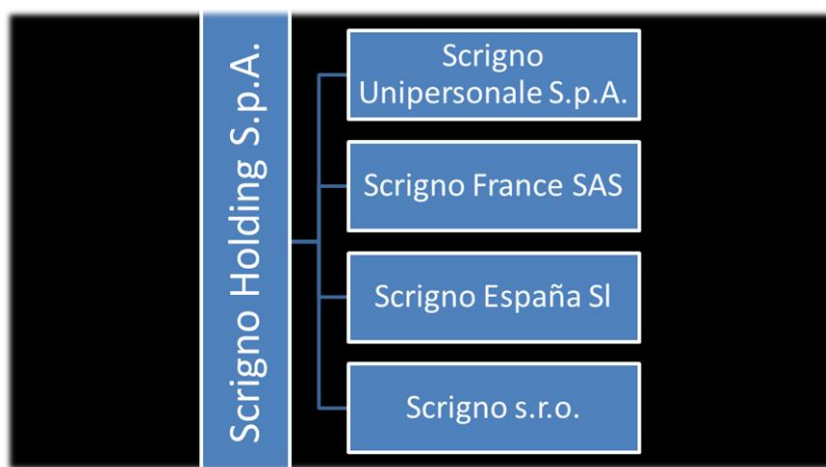 Scrigno Holding S.p.A.
Scrigno
Unipersonale S.p.A.
Scrigno France SAS
Scrigno España Sl
Scrigno s.r.o.